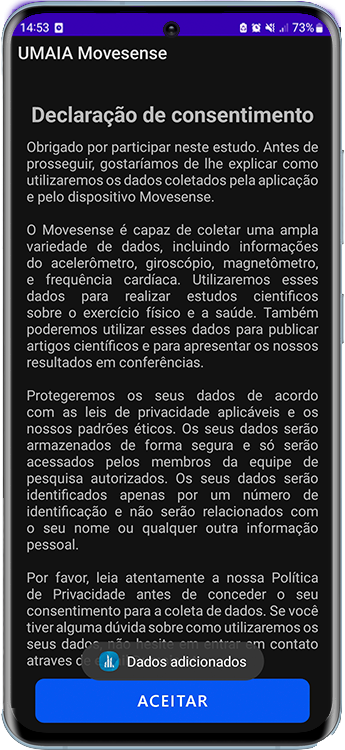 14:53 73%
UMAIA Movesense
Declaração de consentimento
Obrigado por participar neste estudo. Antes de
prosseguir, gostaríamos de lhe explicar como
utilizaremos os dados coletados pela aplicação
e pelo dispositivo Movesense.
O Movesense é capaz de coletar uma ampla
variedade de dados, incluindo informações
do acelerômetro, giroscópio, magnetômetro,
e frequência cardíaca. Utilizaremos esses
dados para realizar estudos cientificos
sobre o exercício físico e a saúde. Também
poderemos utilizar esses dados para publicar
artigos científicos e para apresentar os nossos
resultados em conferências.
Protegeremos os seus dados de acordo
com as leis de privacidade aplicáveis e os
nossos padrões éticos. Os seus dados serão
armazenados de forma segura e só serão
acessados pelos membros da equipe de
pesquisa autorizados. Os seus dados serão
identificados apenas por um número de
identificação e não serão relacionados com
o seu nome ou qualquer outra informação
pessoal.
Por favor, leia atentamente a nossa Política
de Privacidade antes de conceder o seu
consentimento para a coleta de dados. Se você
tiver alguma dúvida sobre como utilizaremos os
seus dados, não hesite em entrar em contato
atraves de
Dados adicionados
ACEITAR